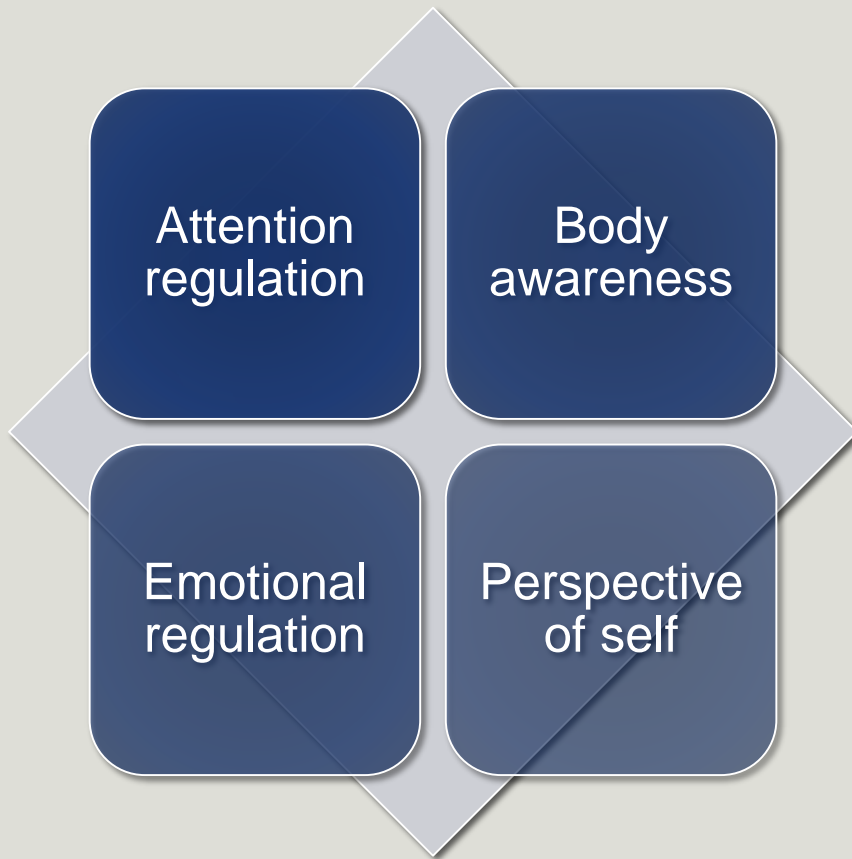 Attention
regulation
Body
awareness
Emotional
regulation
Perspective
of self